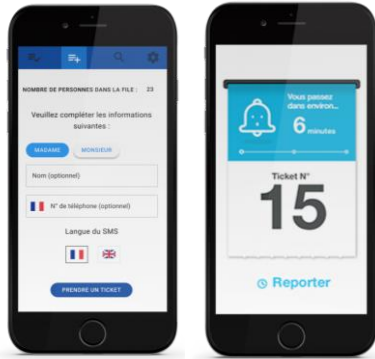 NOMBRE DE PERSONNES DANS LA FILE : 23
Veuillez compléter les informations
suivantes :
MADAME MONSIEUR
Nom (optionnel)
N° de téléphone (optionnel)
Langue du SMS
PRENDRE UN TICKET
Vous passez
dans environ...
6 minutes
Ticket N°
15
Reporter